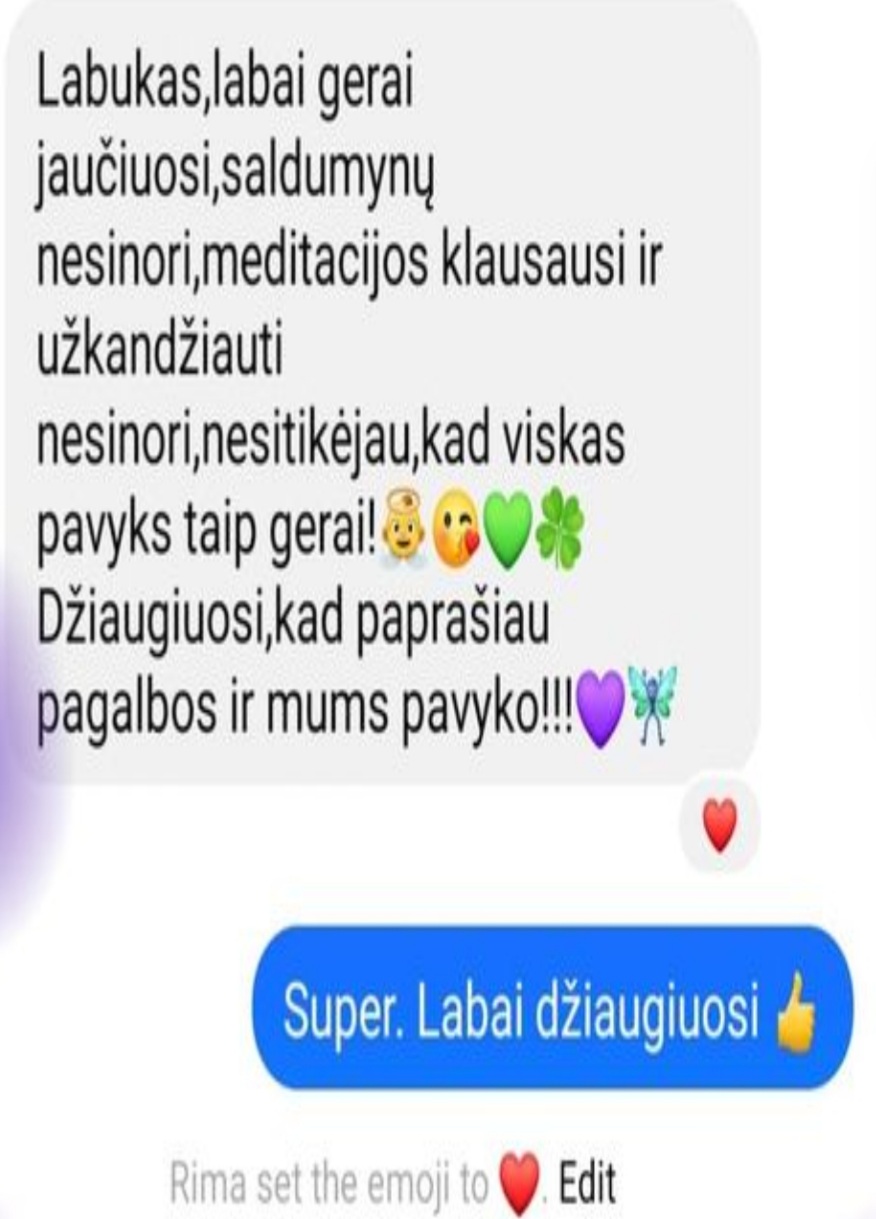 Labukas,labai gerai
jaučiuosi,saldumynų
nesinori,meditacijos klausausi ir
užkandžiauti
nesinori,nesitikėjau,kad viskas
pavyks taip gerai!👼😘💚🍀
Džiaugiuosi,kad paprašiau
pagalbos ir mums pavyko!!!💜🧚
❤️
Super. Labai džiaugiuosi 👍
Rima set the emoji to ❤️. Edit